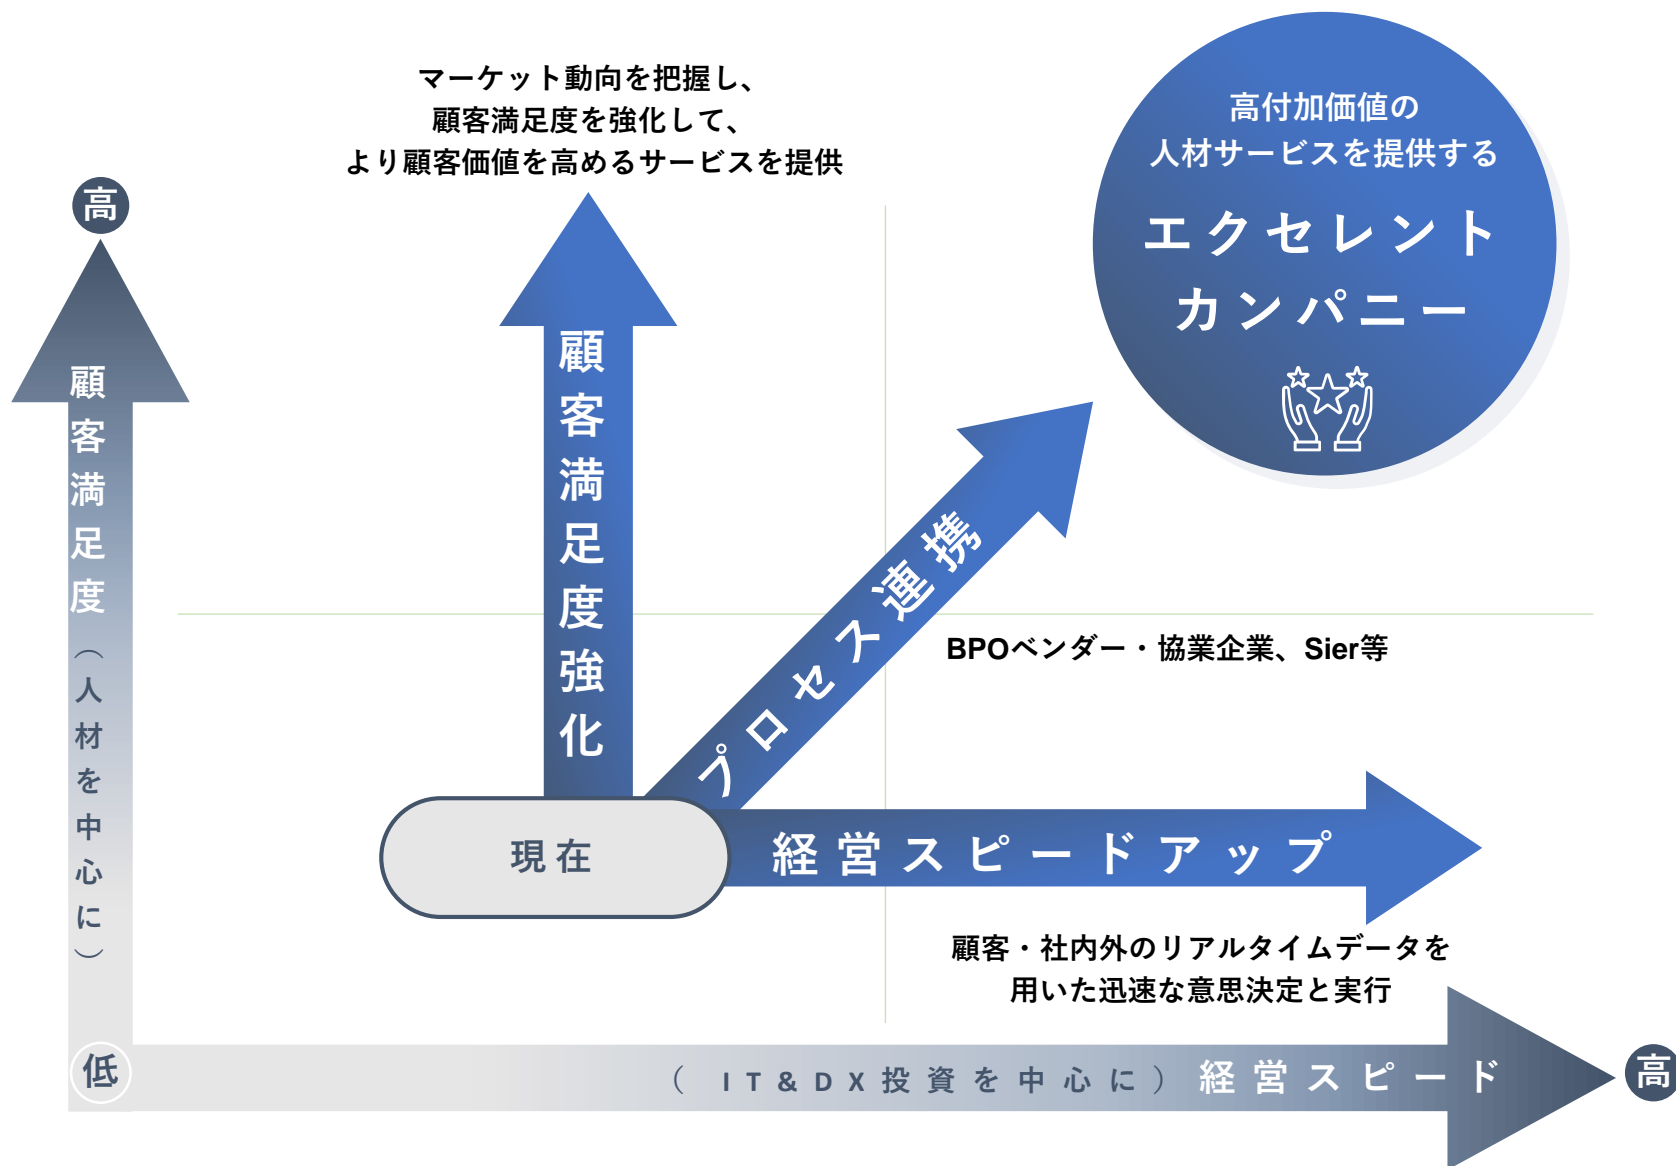 マーケット動向を把握し、
顧客満足度を強化して、
より顧客価値を高めるサービスを提供
高付加価値の
人材サービスを提供する
エクセレント
カンパニー
高
顧客満足度（人材を中心に）
顧客満足度強化
プロセス連携
BPOベンダー・協業企業、Sier等
現在
経営スピードアップ
顧客・社内外のリアルタイムデータを
用いた迅速な意思決定と実行
低
（IT&DX投資を中心に）経営スピード
高